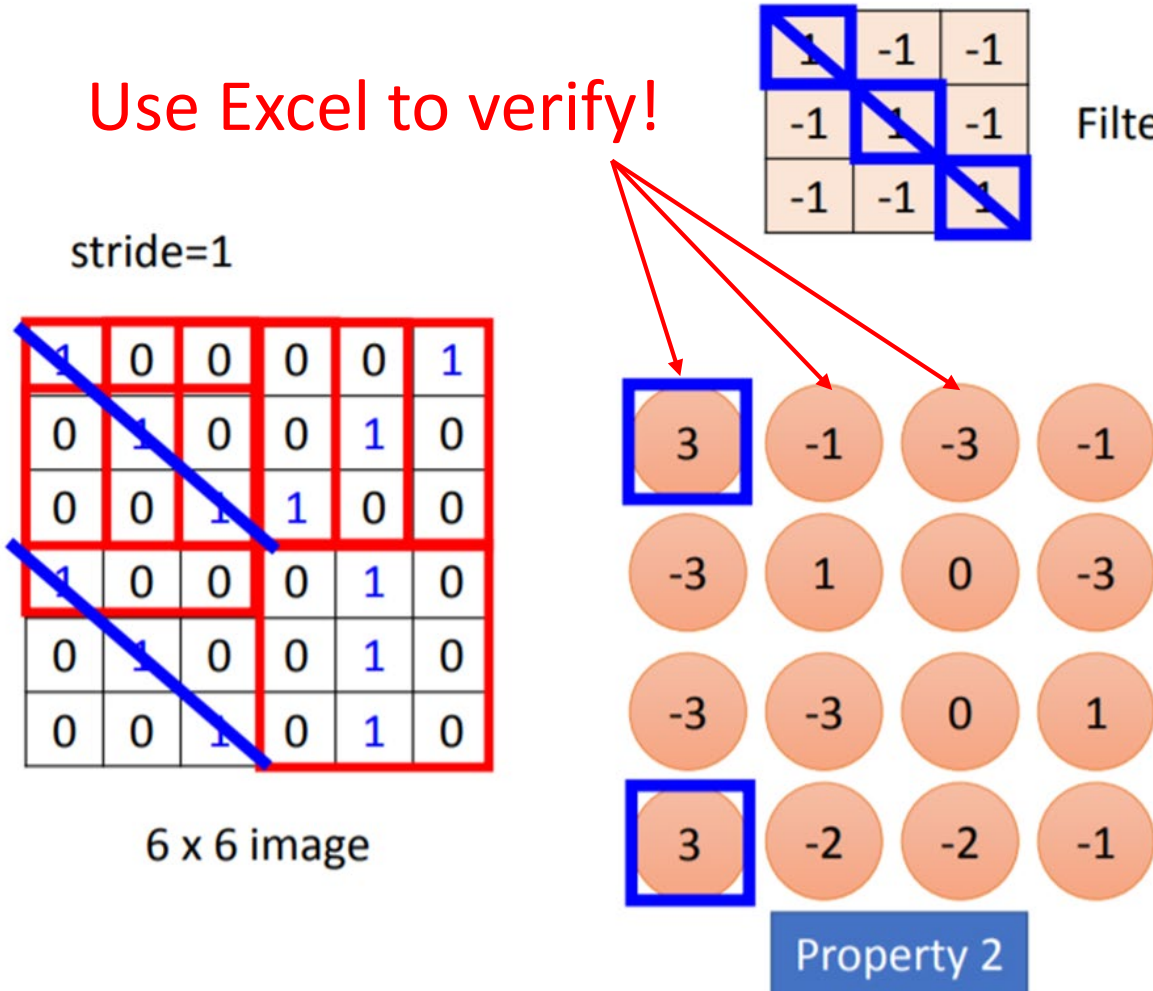 Use Excel to verify!
1 -1 -1
-1 1 -1
-1 -1 1
Filte
stride=1
1 0 0 0 0 1
0 1 0 0 1 0
0 0 1 1 0 0
1 0 0 0 1 0
0 1 0 0 1 0
0 0 1 0 1 0
6 x 6 image
3 -1 -3 -1
-3 1 0 -3
-3 -3 0 1
3 -2 -2 -1
Property 2